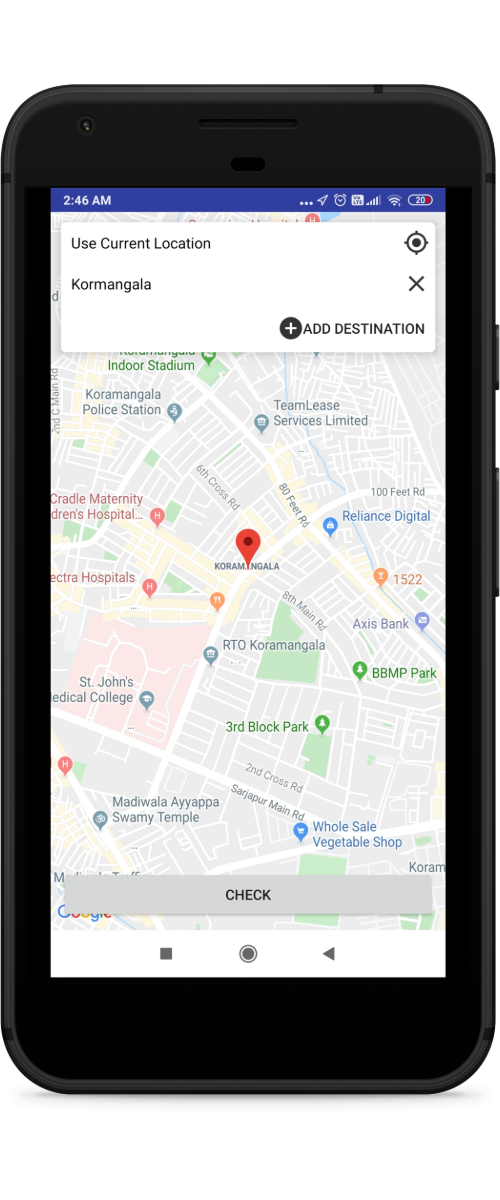 2:46 AM
20
Use Current Location
Kormangala
ADD DESTINATION
Indoor Stadium
2nd C Main Rd
Koramangala
Police Station
TeamLease
Services Limited
6th Cross Rd
80 Feet Rd
100 Feet Rd
Cradle Maternity
dren's Hospital...
Reliance Digital
KORAMANGALA
ectra Hospitals
1522
8th Main Rd
Axis Bank
RTO Koramangala
BBMP Park
St. John's
edical College
3rd Block Park
2nd Cross Rd
Sarjapur Main Rd
Madiwala Ayyappa
Swamy Temple
Whole Sale
Vegetable Shop
Koram
CHECK
Google